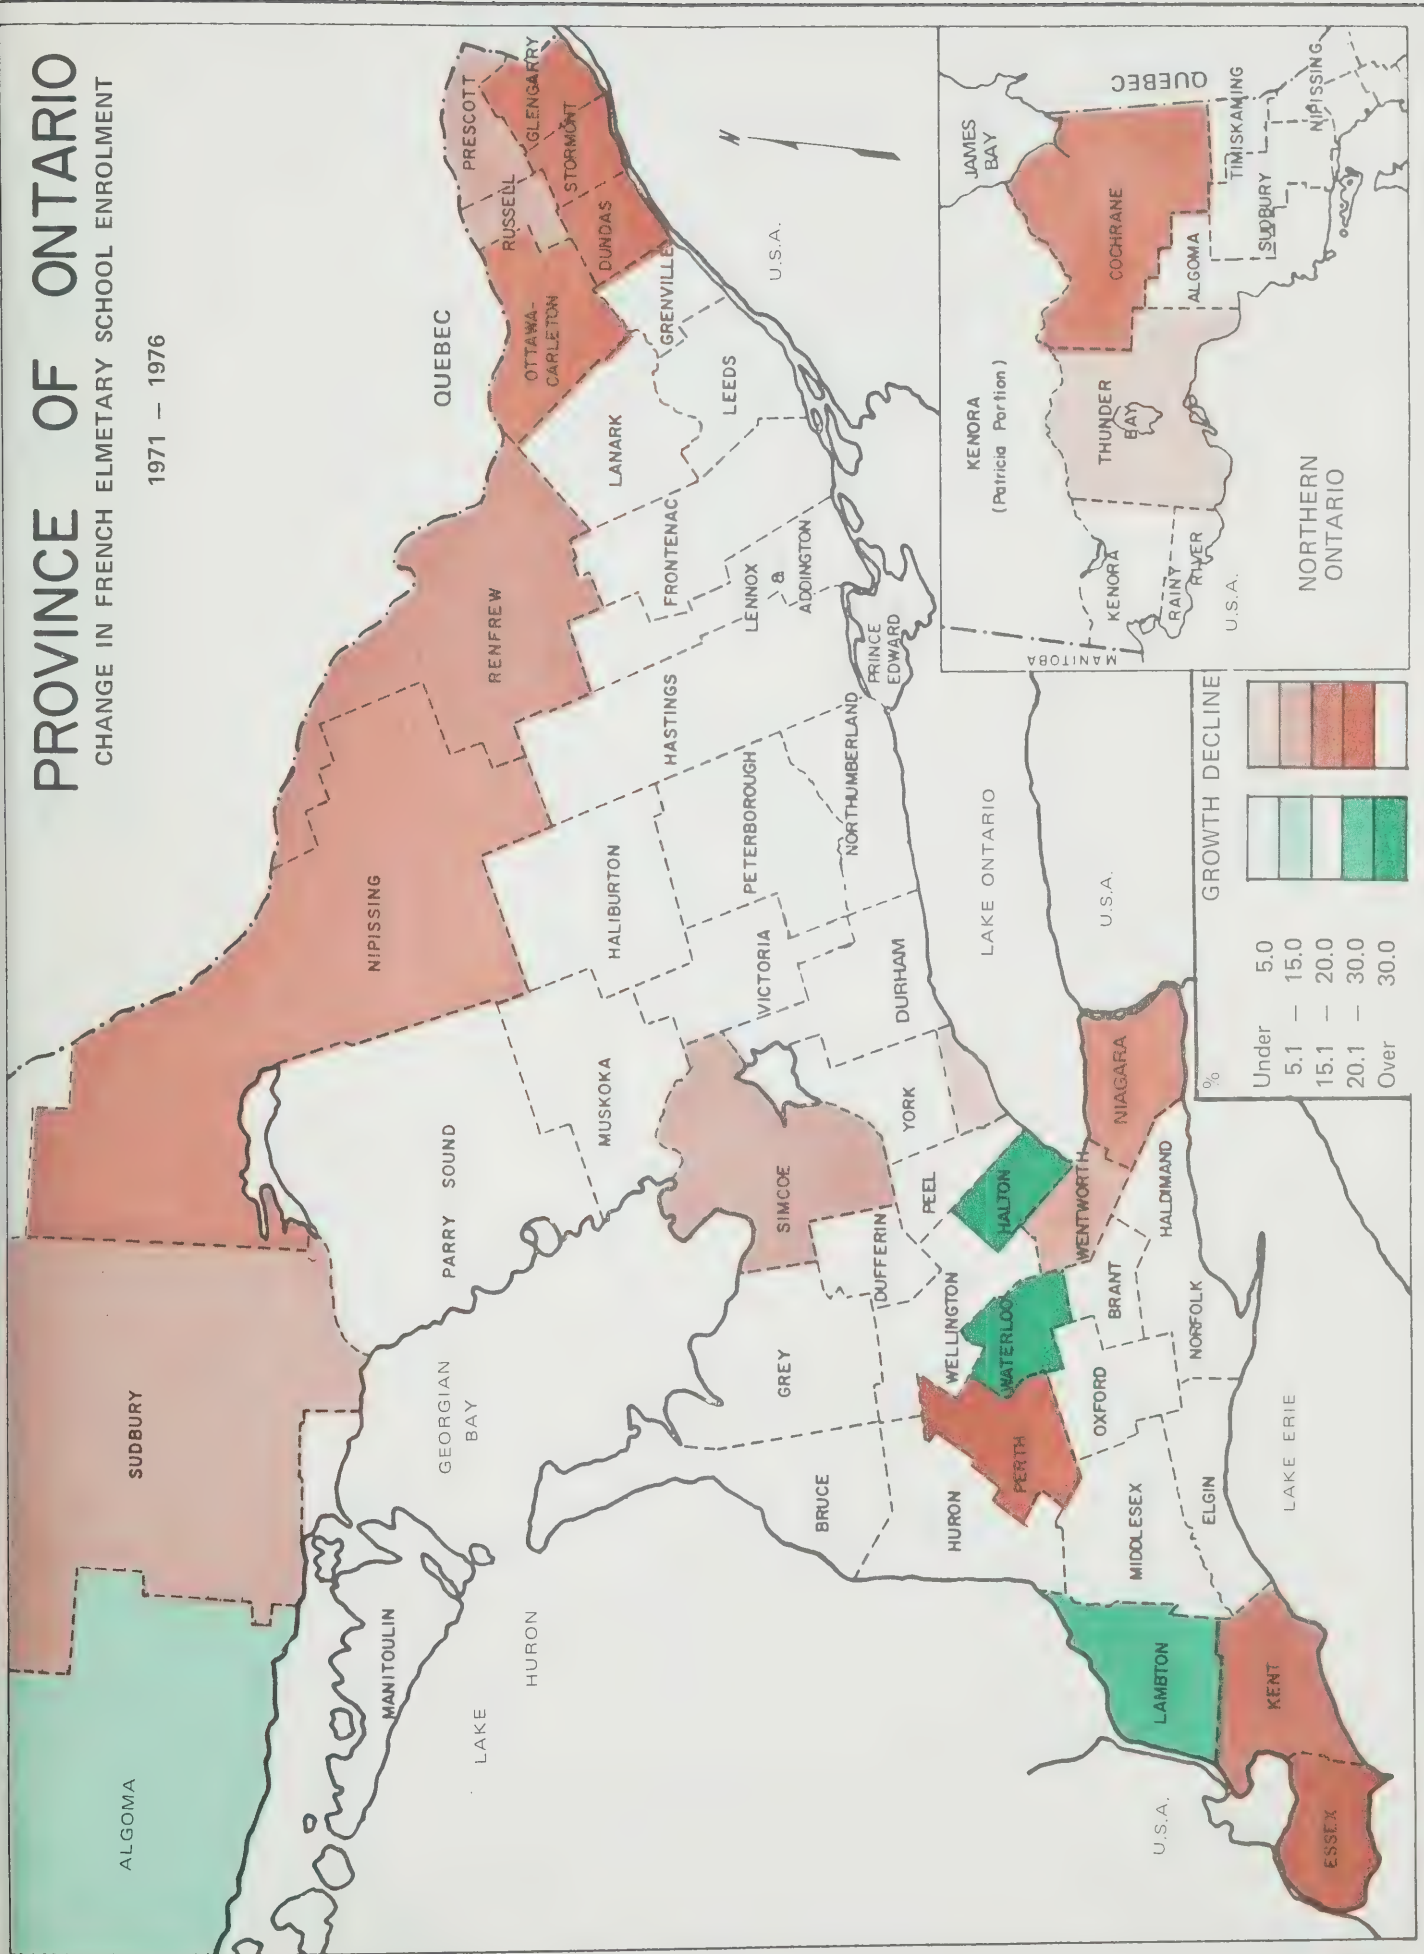 PROVINCE OF ONTARIO
CHANGE IN FRENCH ELMETARY SCHOOL ENROLMENT
1971 — 1976
QUEBEC
PRESCOTT
GLENGARRY
RUSSELL
STORMONT
DUNDAS
OTTAWA-
CARLETON
GRENVILLE
LEEDS
LANARK
FRONTENAC
RENFREW
LENNOX
&
ADDINGTON
PRINCE
EDWARD
HASTINGS
NORTHUMBERLAND
PETERBOROUGH
HALIBURTON
VICTORIA
DURHAM
NIPISSING
MUSKOKA
PARRY SOUND
SIMCOE
YORK
PEEL
HALTON
DUFFERIN
WENTWORTH
NIAGARA
HALDIMAND
WELLINGTON
WATERLOO
BRANT
NORFOLK
GREY
OXFORD
PERTH
BRUCE
HURON
MIDDLESEX
ELGIN
LAMBTON
KENT
ESSEX
SUDBURY
ALGOMA
MANITOULIN
GEORGIAN
BAY
LAKE
HURON
LAKE ONTARIO
LAKE ERIE
U.S.A.
U.S.A.
U.S.A.
N
JAMES
BAY
QUEBEC
COCHRANE
TIMISKAMING
NIPISSING
SUDBURY
ALGOMA
KENORA
(Patricia Portion)
THUNDER
BAY
KENORA
RAINY
RIVER
MANITOBA
U.S.A.
NORTHERN
ONTARIO
% GROWTH DECLINE
Under 5.0
5.1 — 15.0
15.1 — 20.0
20.1 — 30.0
Over 30.0